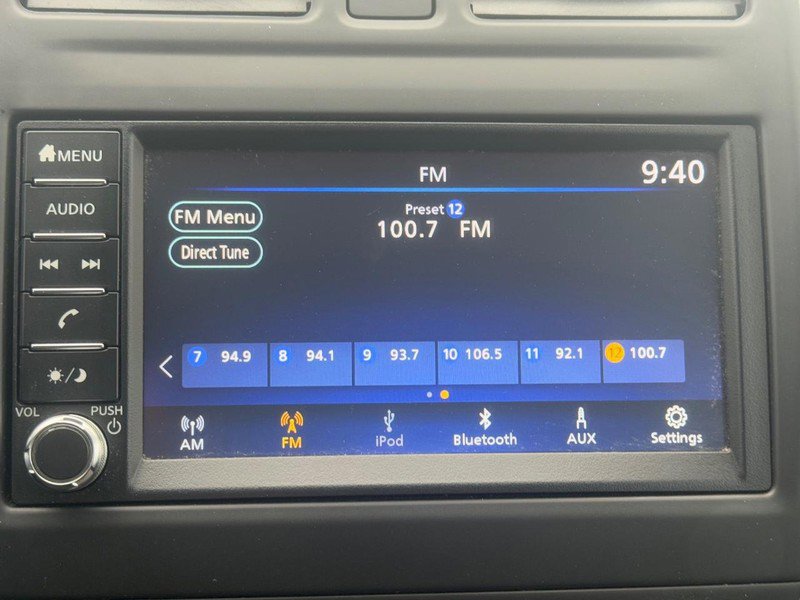 MENU
AUDIO
VOL
PUSH
FM
9:40
FM Menu
Direct Tune
Preset 12
100.7 FM
7 94.9 8 94.1 9 93.7 10 106.5 11 92.1 12 100.7
AM FM iPod Bluetooth AUX Settings